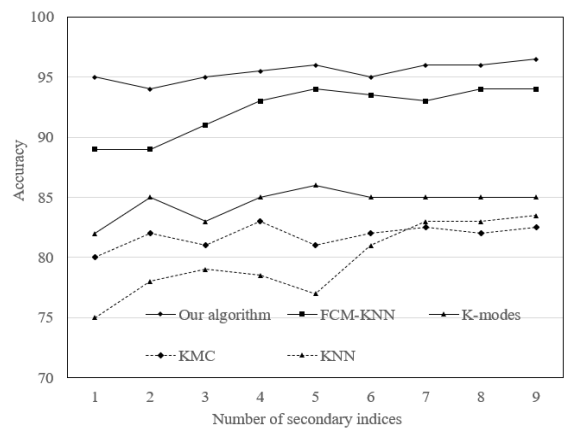 100
95
90
85
80
75
70
Accuracy
Our algorithm FCM-KNN K-modes
KMC KNN
1 2 3 4 5 6 7 8 9
Number of secondary indices